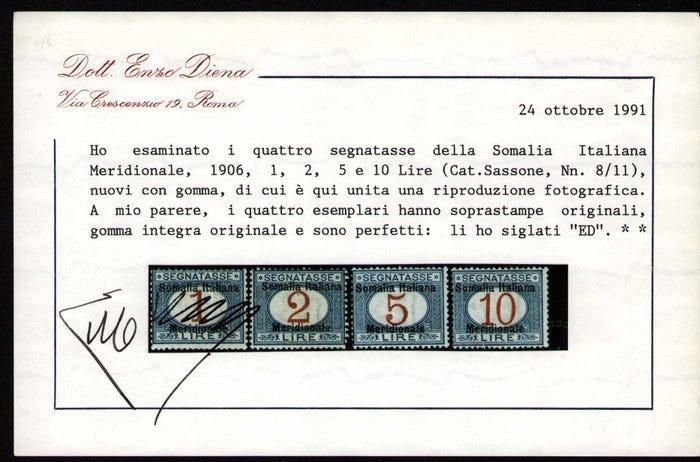 Dott. Enzo Diena
Via Crescenzio 19, Roma
24 ottobre 1991
Ho esaminato i quattro segnatasse della Somalia Italiana
Meridionale, 1906, 1, 2, 5 e 10 Lire (Cat.Sassone, Nn. 8/11),
nuovi con gomma, di cui è qui unita una riproduzione fotografica.
A mio parere, i quattro esemplari hanno soprastampe originali,
gomma integra originale e sono perfetti: li ho siglati "ED". * *
SEGNATASSE SEGNATASSE SEGNATASSE SEGNATASSE
Somalia Italiana Somalia Italiana Somalia Italiana Somalia Italiana
1 2 5 10
Meridionale Meridionale Meridionale Meridionale
LIRE LIRE LIRE LIRE